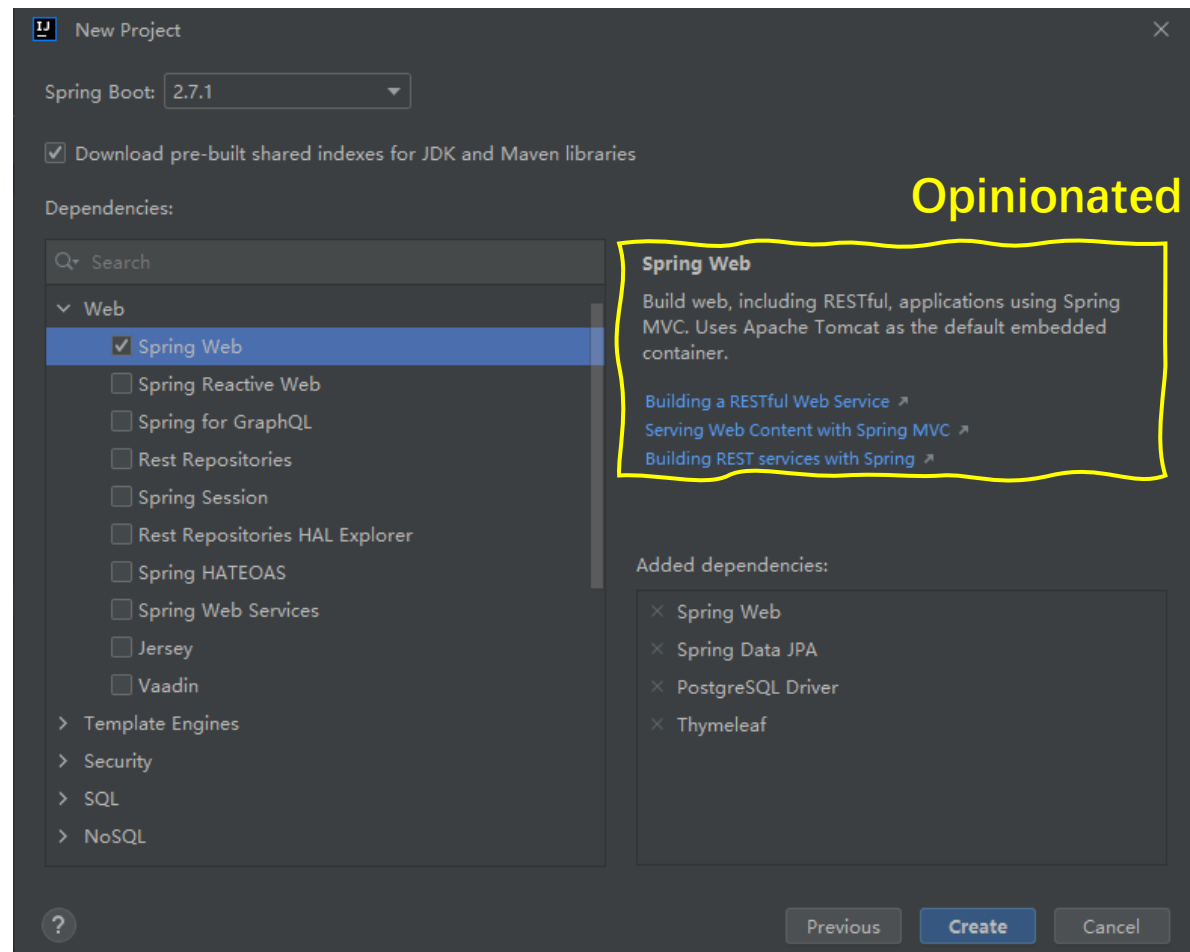 IJ
New Project
Spring Boot: 2.7.1
Download pre-built shared indexes for JDK and Maven libraries
Opinionated
Dependencies:
Search
Web
Spring Web
Spring Reactive Web
Spring for GraphQL
Rest Repositories
Spring Session
Rest Repositories HAL Explorer
Spring HATEOAS
Spring Web Services
Jersey
Vaadin
Template Engines
Security
SQL
NoSQL
Spring Web
Build web, including RESTful, applications using Spring
MVC. Uses Apache Tomcat as the default embedded
container.
Building a RESTful Web Service
Serving Web Content with Spring MVC
Building REST services with Spring
Added dependencies:
Spring Web
Spring Data JPA
PostgreSQL Driver
Thymeleaf
?
Previous
Create
Cancel